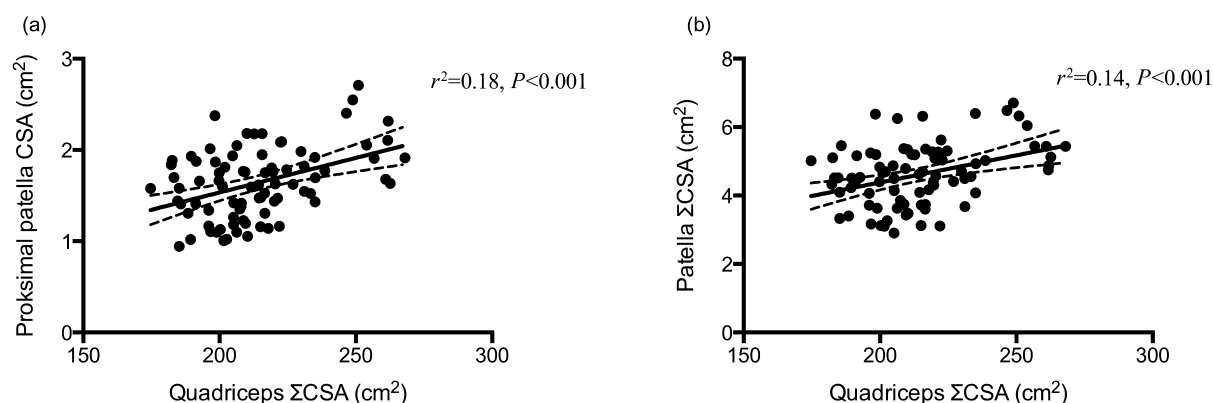 (a)
Proksimal patella CSA (cm²)
3
2
1
0
r²=0.18, P<0.001
150
200
250
300
Quadriceps ΣCSA (cm²)
(b)
Patella ΣCSA (cm²)
8
6
4
2
0
r²=0.14, P<0.001
150
200
250
300
Quadriceps ΣCSA (cm²)